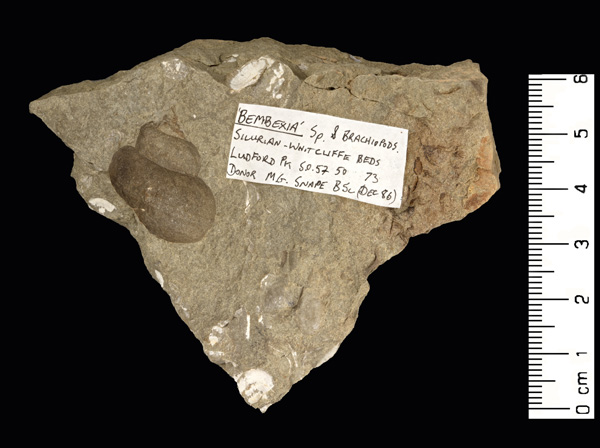 'BEMBEXIA' Sp. & BRACHIOPODS.
SILURIAN - WHITCLIFFE BEDS
LUDFORD PK SO. 57 50 73
DONOR M.G. SNAPE BSc (DEC 86)
6
5
4
3
2
1
0 cm